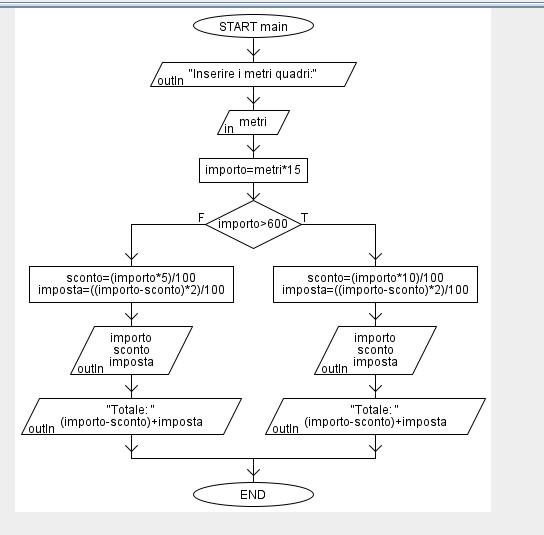 START main
"Inserire i metri quadri:"
outln
metri
in
importo=metri*15
importo>600
F
T
sconto=(importo*5)/100
imposta=((importo-sconto)*2)/100
sconto=(importo*10)/100
imposta=((importo-sconto)*2)/100
importo
sconto
imposta
outln
importo
sconto
imposta
outln
"Totale: "
(importo-sconto)+imposta
outln
"Totale: "
(importo-sconto)+imposta
outln
END